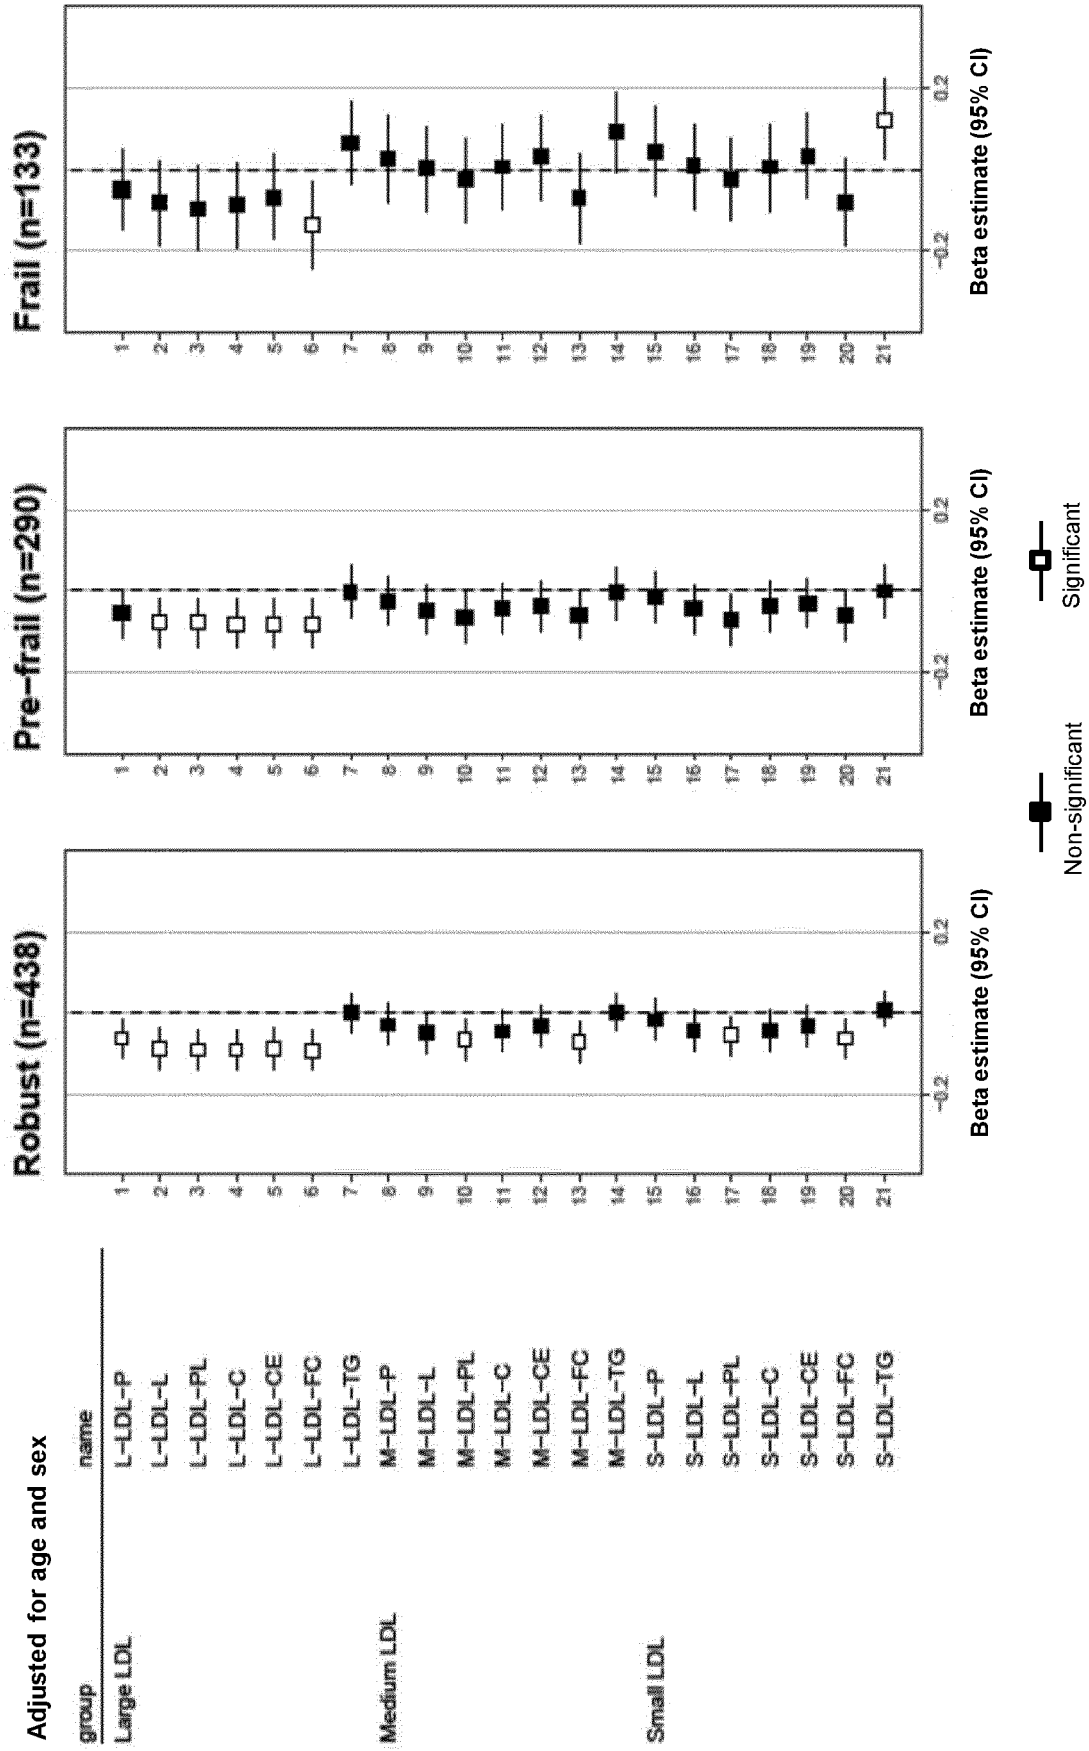 Adjusted for age and sex
Robust (n=438)
Pre-frail (n=290)
Frail (n=133)
group name
Large LDL L-LDL-P 1 1 1
L-LDL-L 2 2 2
L-LDL-PL 3 3 3
L-LDL-C 4 4 4
L-LDL-CE 5 5 5
L-LDL-FC 6 6 6
L-LDL-TG 7 7 7
Medium LDL M-LDL-P 8 8 8
M-LDL-L 9 9 9
M-LDL-PL 10 10 10
M-LDL-C 11 11 11
M-LDL-CE 12 12 12
M-LDL-FC 13 13 13
M-LDL-TG 14 14 14
Small LDL S-LDL-P 15 15 15
S-LDL-L 16 16 16
S-LDL-PL 17 17 17
S-LDL-C 18 18 18
S-LDL-CE 19 19 19
S-LDL-FC 20 20 20
S-LDL-TG 21 21 21
-0.2 0.2 -0.2 0.2 -0.2 0.2
Beta estimate (95% CI) Beta estimate (95% CI) Beta estimate (95% CI)
Non-significant Significant